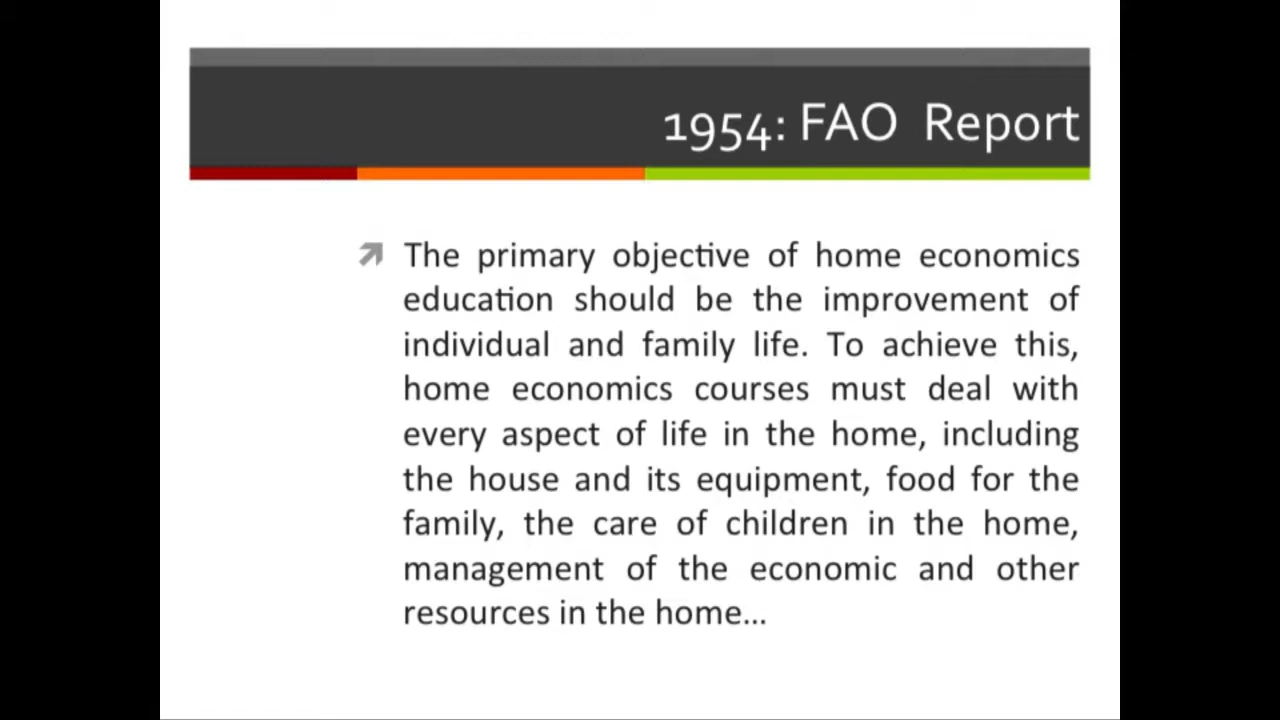 1954: FAO Report
The primary objective of home economics
education should be the improvement of
individual and family life. To achieve this,
home economics courses must deal with
every aspect of life in the home, including
the house and its equipment, food for the
family, the care of children in the home,
management of the economic and other
resources in the home...